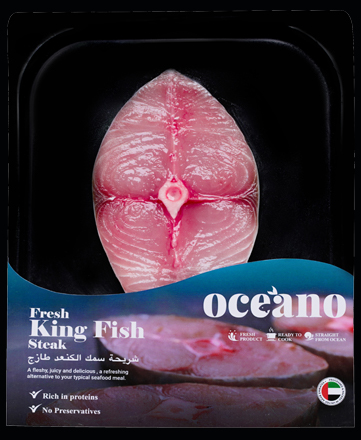 oceano
FRESH PRODUCT
READY TO COOK
STRAIGHT FROM OCEAN
Fresh
King Fish
Steak
شريحة سمك الكنعد طازج
A fleshy, juicy and delicious , a refreshing
alternative to your typical seafood meal.
Rich in proteins
No Preservatives